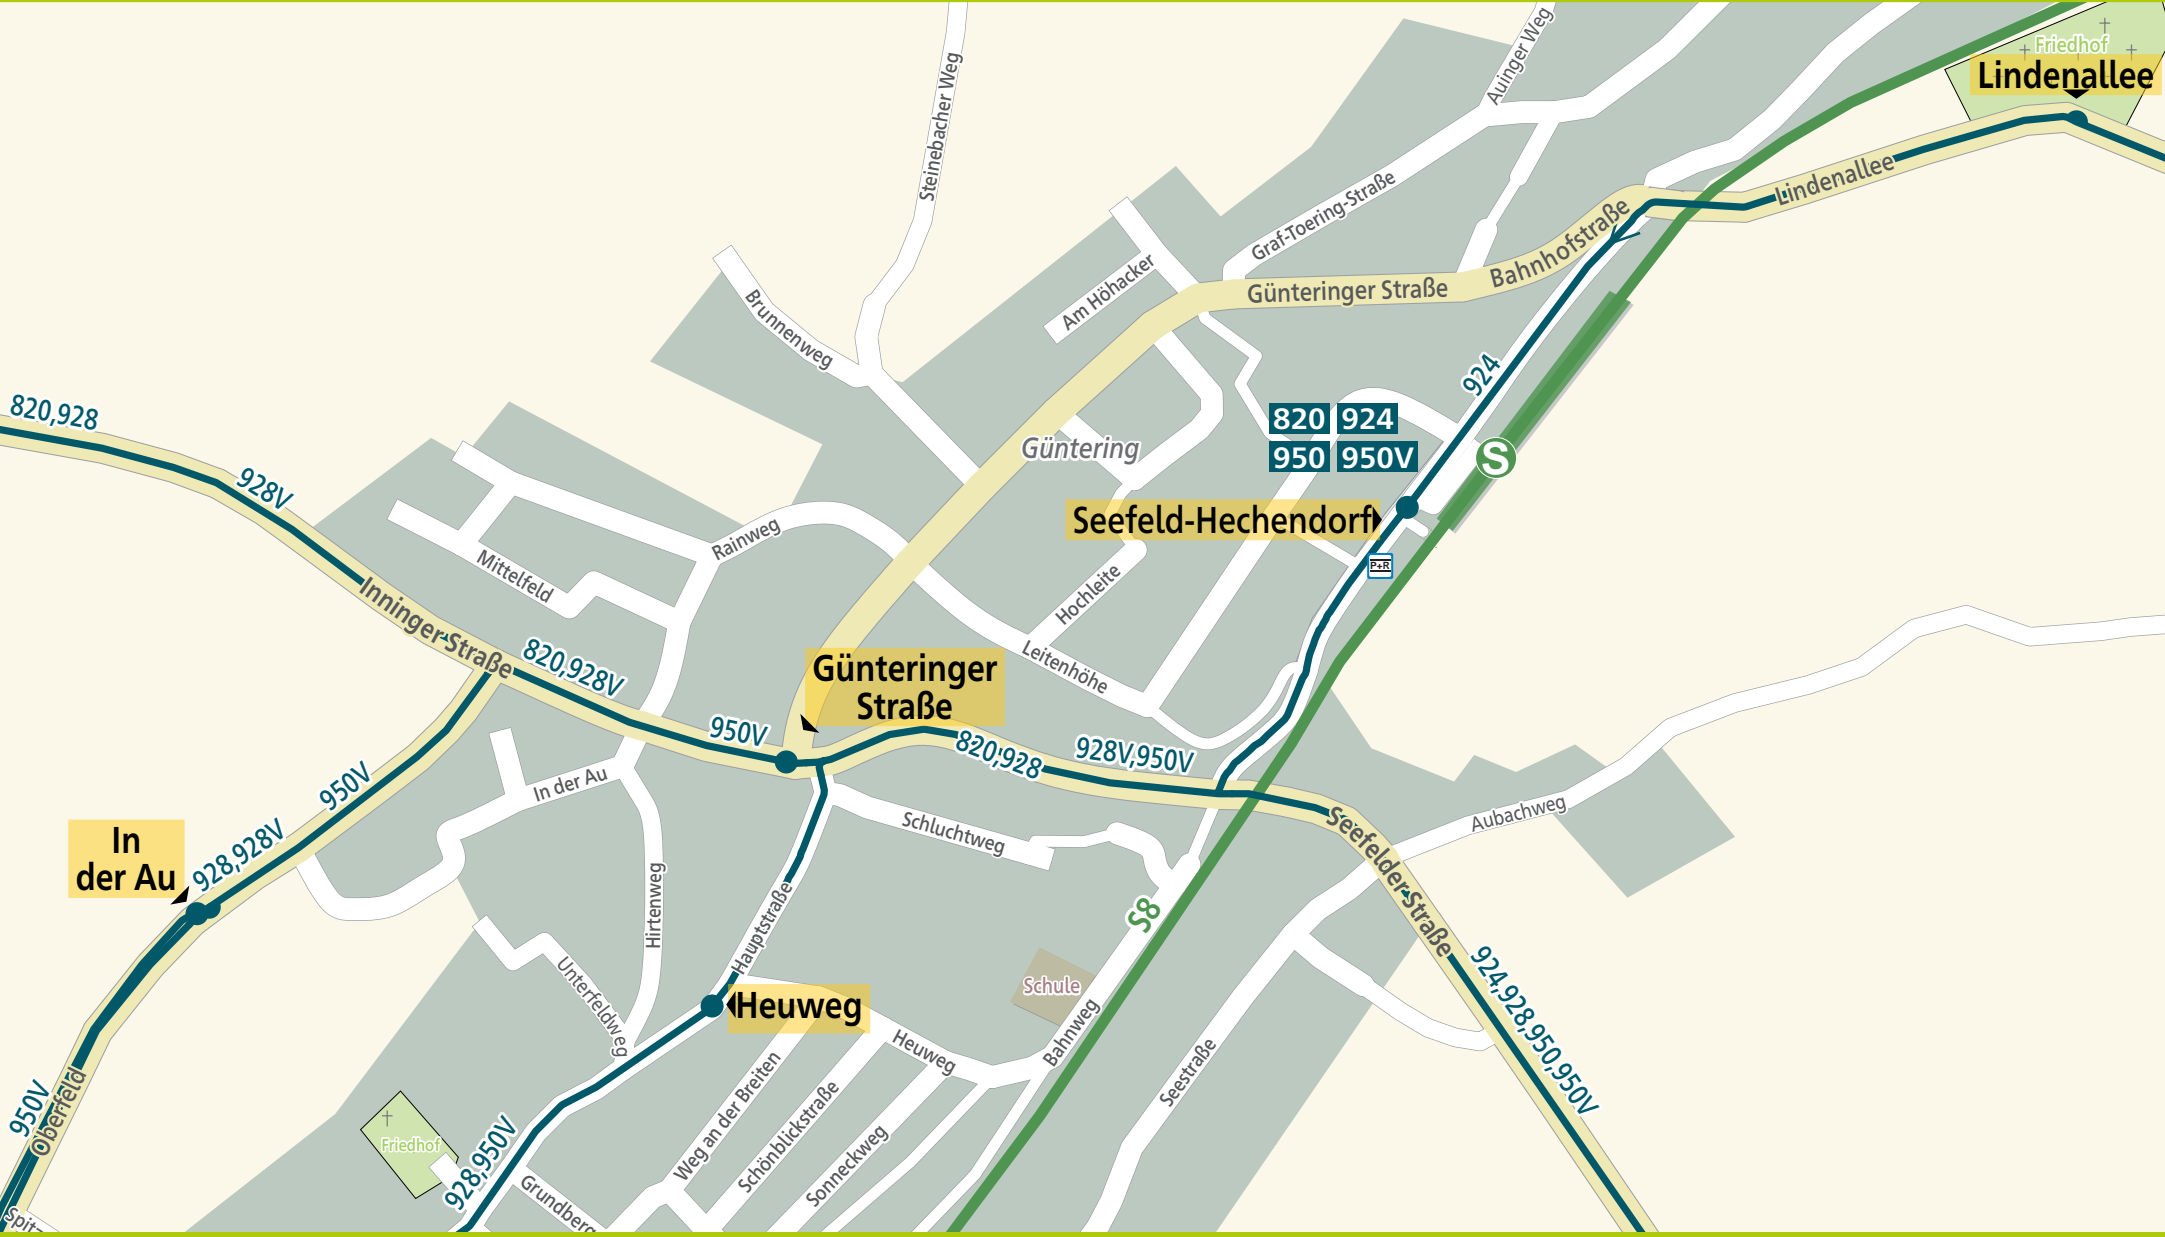 Auinger Weg
Friedhof
Lindenallee
Steinebacher Weg
Lindenallee
Graf-Toering-Straße
Bahnhofstraße
Am Höhacker
Günteringer Straße
Brunnenweg
924
820,928
820 924
950 950V
Güntering
S
928V
Seefeld-Hechendorf
Rainweg
P+R
Mittelfeld
Hochleite
Inninger Straße
820,928V
Leitenhöhe
Günteringer
Straße
950V
820,928
928V,950V
950V
In der Au
Schluchtweg
Aubachweg
Seefelder Straße
In
der Au
928,928V
Hirtenweg
Hauptstraße
S8
Unterfeldweg
Schule
Heuweg
924,928,950,950V
Heuweg
Bahnweg
Seestraße
950V
Oberfeld
Weg an der Breiten
Schönblickstraße
Friedhof
928,950V
Sonneckweg
Grundberg
Spitz